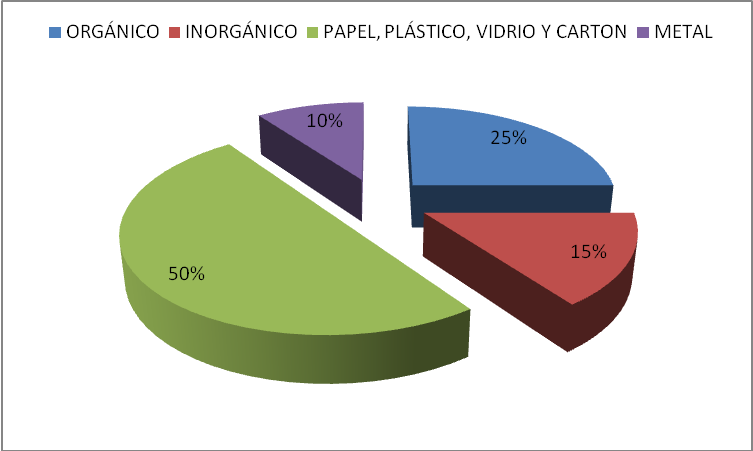 ORGÁNICO INORGÁNICO PAPEL, PLÁSTICO, VIDRIO Y CARTON METAL
10%
25%
15%
50%